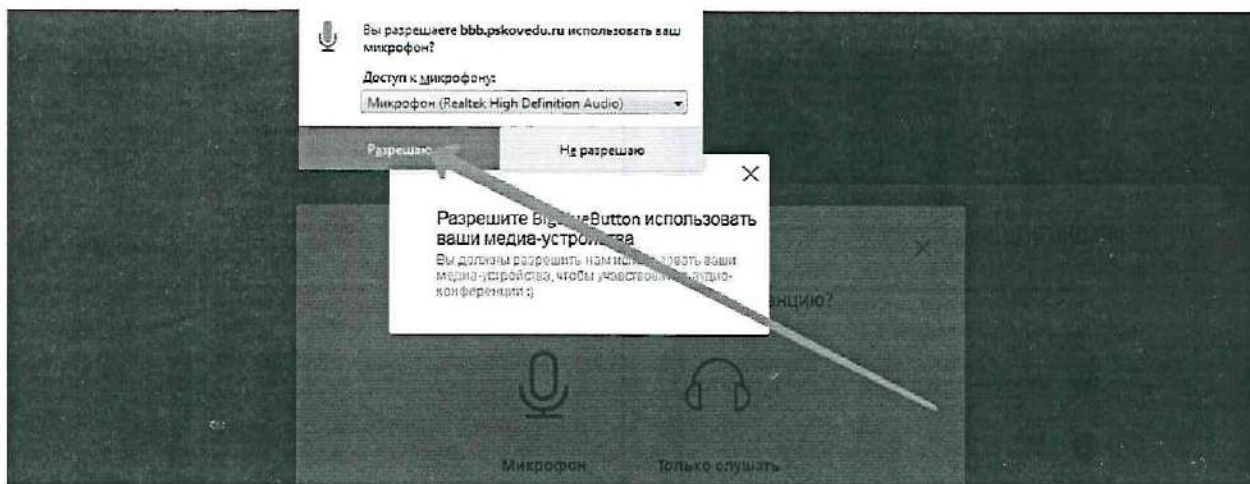 Вы разрешаете bbb.pskovedu.ru использовать ваш
микрофон?
Доступ к микрофону:
Микрофон (Realtek High Definition Audio)
Разрешаю
Не разрешаю
Разрешите BigBlueButton использовать
ваши медиа-устройства
Вы должны разрешить нам использовать ваши
медиа-устройства, чтобы учавствовать в аудио-
конференции :)
Микрофон
Только слушать